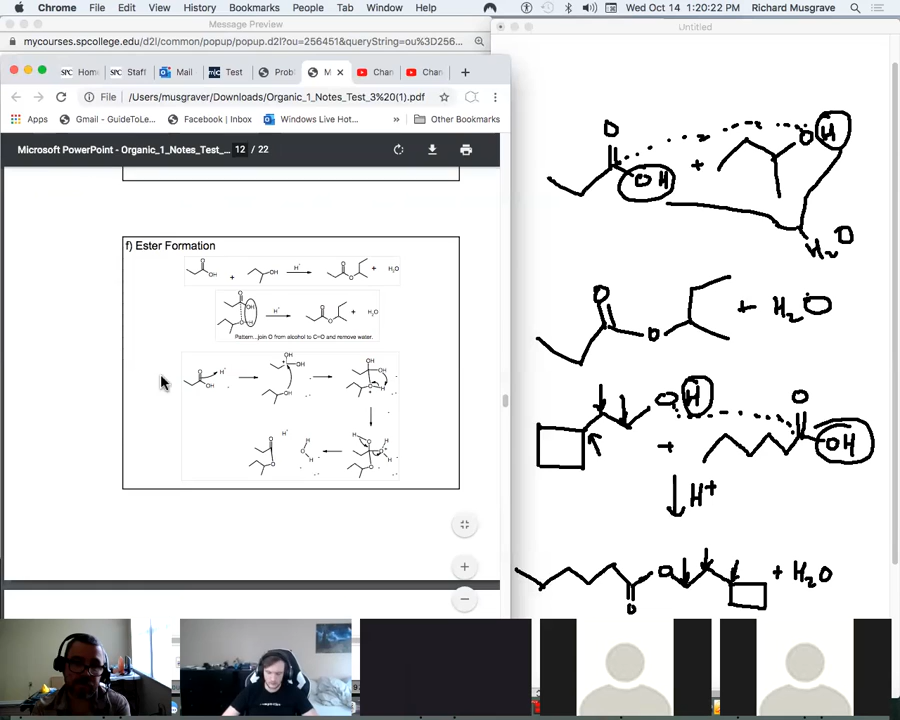 Chrome File Edit View History Bookmarks People Tab Window Help Wed Oct 14 1:20:22 PM Richard Musgrave
Message Preview
mycourses.spcollege.edu/d2l/common/popup/popup.d2l?ou=256451&queryString=ou%3D256...
SPC Hom SPC Staff Mail Test Prob M Chan Chan
File /Users/musgraver/Downloads/Organic_1_Notes_Test_3%20(1).pdf
Apps Gmail - GuideToLe... Facebook | Inbox Windows Live Hot... » Other Bookmarks
Microsoft PowerPoint - Organic_1_Notes_Test_... 12 / 22
f) Ester Formation
O OH + OH H+ O O + H₂O
O OH O H+ O O + H₂O
Pattern...join O from alcohol to C=O and remove water.
Untitled
O OH + O H
H₂O
O O + H₂O
O H + O OH
H+
O O + H₂O